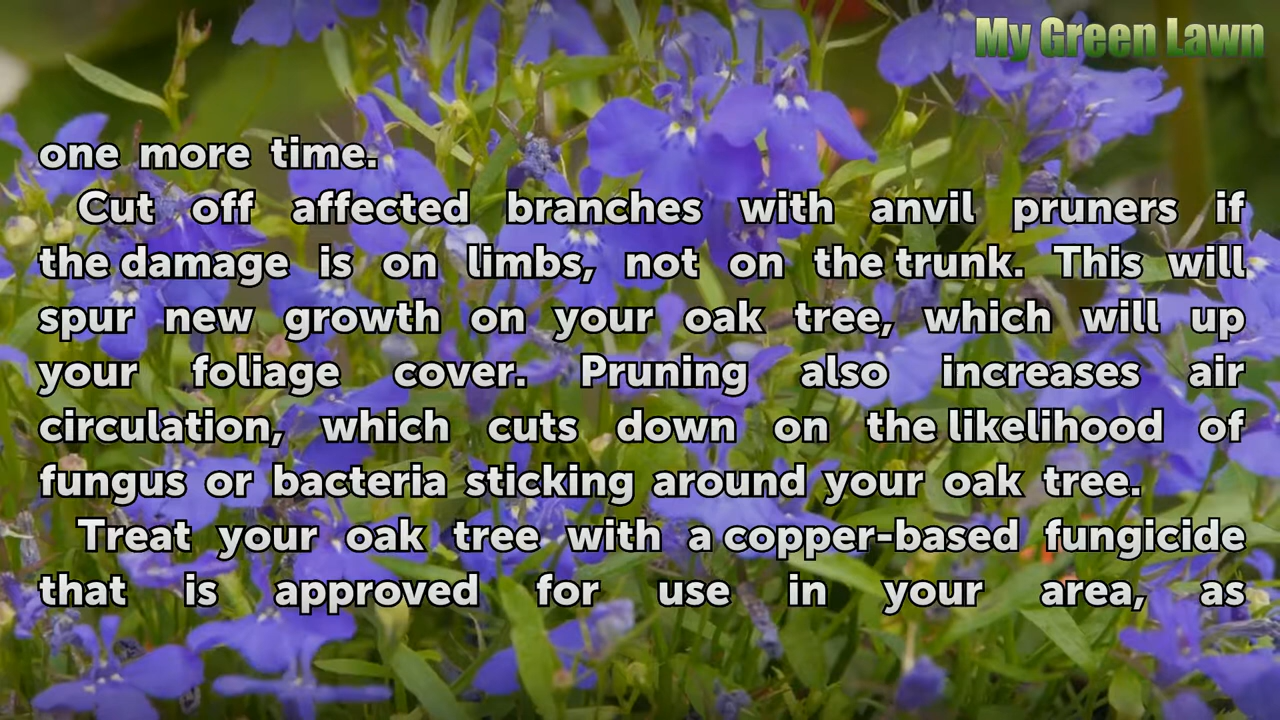 My Green Lawn
one more time.
Cut off affected branches with anvil pruners if
the damage is on limbs, not on the trunk. This will
spur new growth on your oak tree, which will up
your foliage cover. Pruning also increases air
circulation, which cuts down on the likelihood of
fungus or bacteria sticking around your oak tree.
Treat your oak tree with a copper-based fungicide
that is approved for use in your area, as